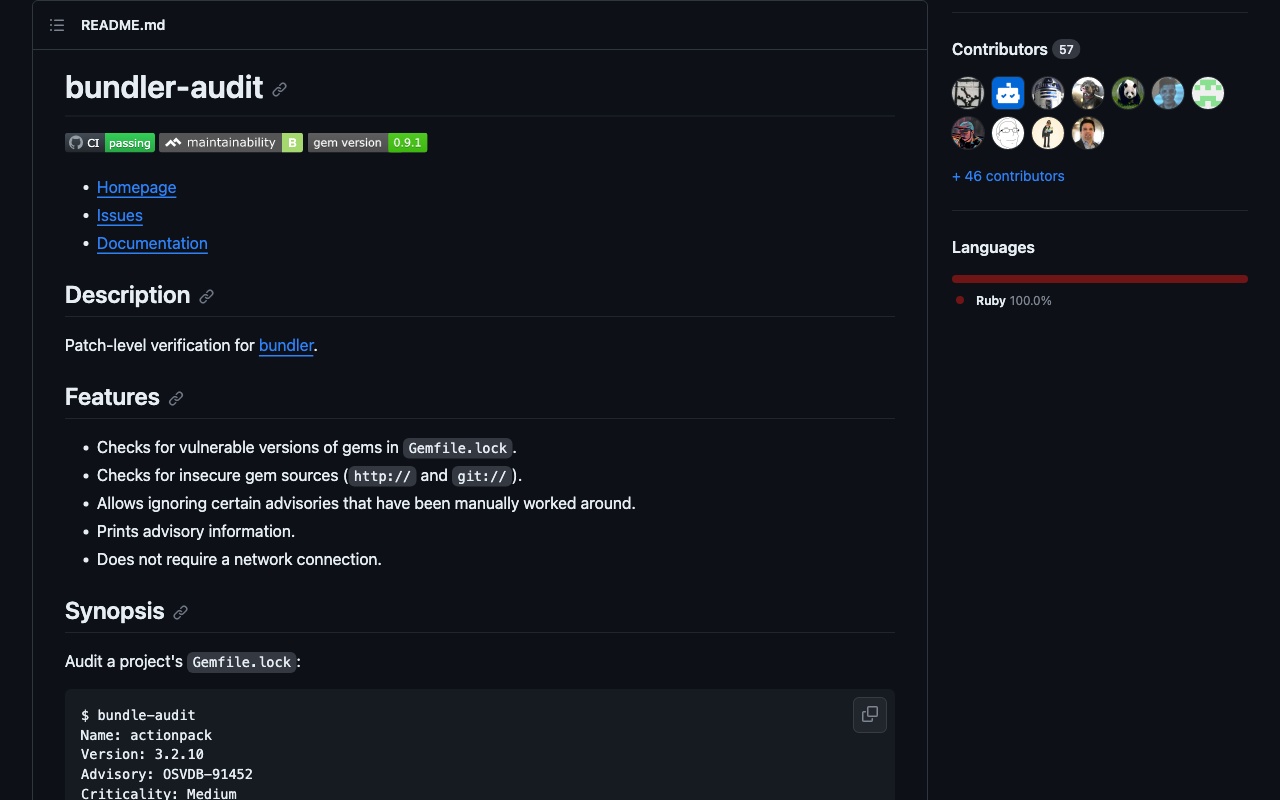 README.md
bundler-audit
CI passing maintainability B gem version 0.9.1
Homepage
Issues
Documentation
Description
Patch-level verification for bundler.
Features
Checks for vulnerable versions of gems in Gemfile.lock.
Checks for insecure gem sources (http:// and git://).
Allows ignoring certain advisories that have been manually worked around.
Prints advisory information.
Does not require a network connection.
Synopsis
Audit a project's Gemfile.lock:
$ bundle-audit
Name: actionpack
Version: 3.2.10
Advisory: OSVDB-91452
Criticality: Medium
Contributors 57
+ 46 contributors
Languages
Ruby 100.0%